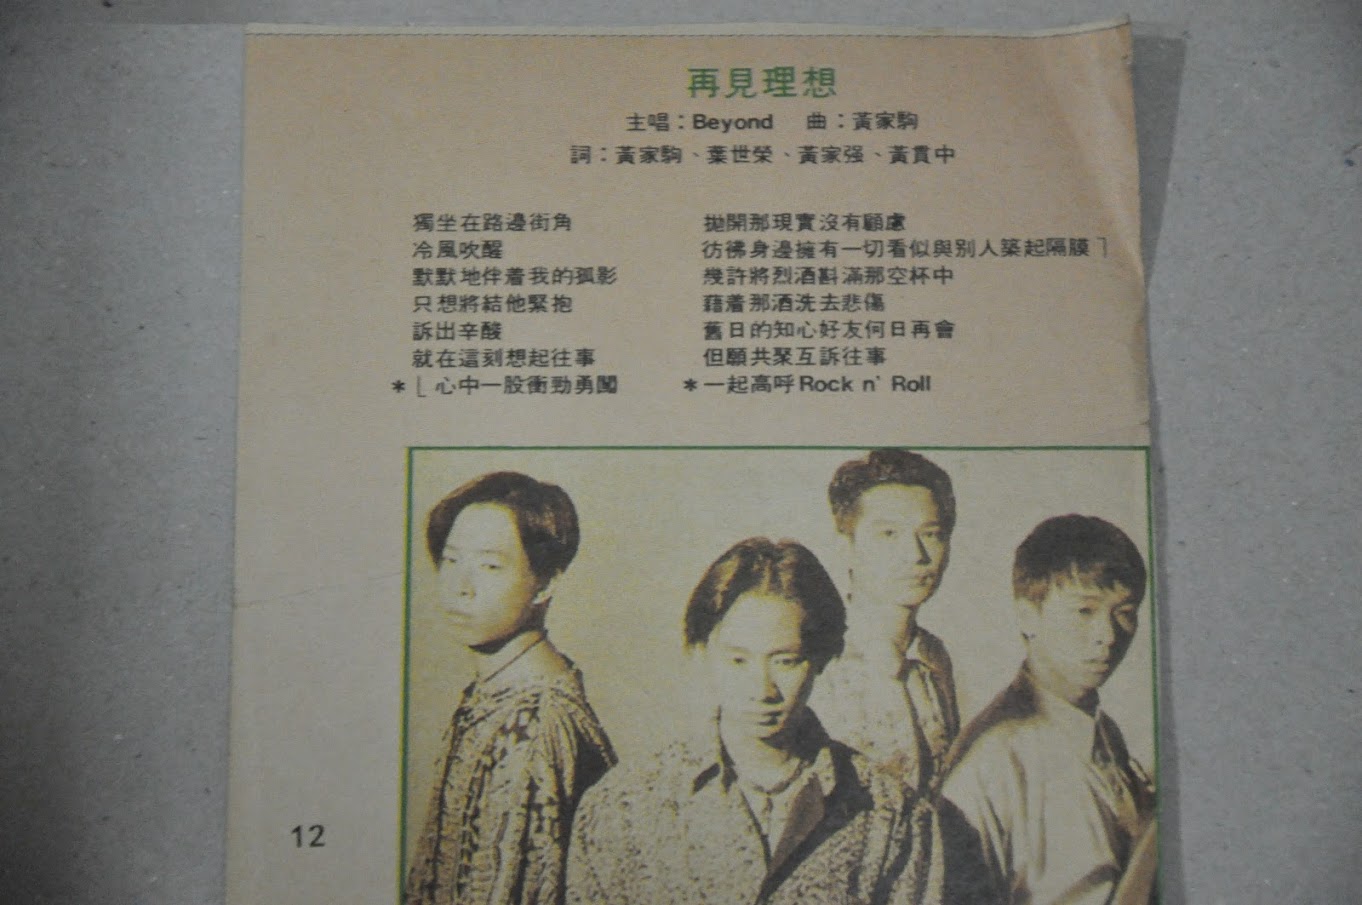 再見理想
主唱：Beyond 曲：黃家駒
詞：黃家駒、葉世榮、黃家强、黃貫中
獨坐在路邊街角
冷風吹醒
默默地伴着我的孤影
只想將結他緊抱
訴出辛酸
就在這刻想起往事
*⎣心中一股衝勁勇闖
拋開那現實沒有顧慮
彷彿身邊擁有一切看似與別人築起隔膜⎤
幾許將烈酒斟滿那空杯中
藉着那酒洗去悲傷
舊日的知心好友何日再會
但願共聚互訴往事
*一起高呼Rock n' Roll
12